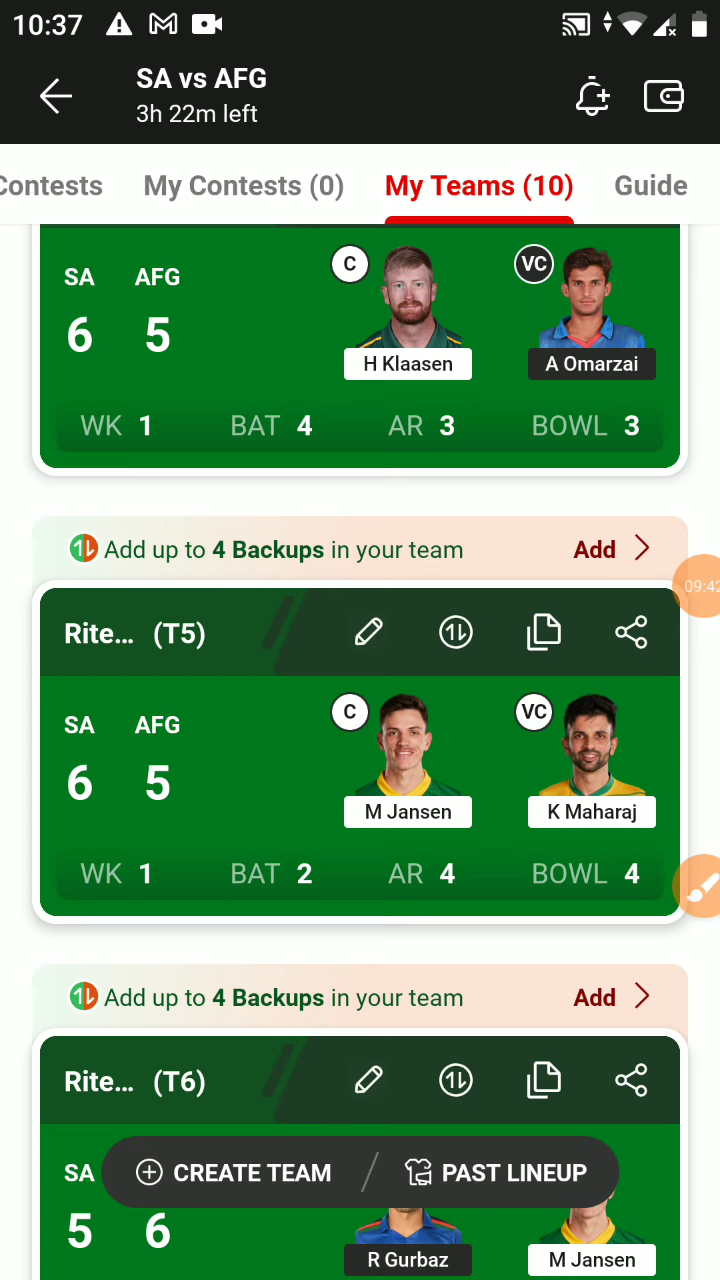 10:37
SA vs AFG
3h 22m left
Contests My Contests (0) My Teams (10) Guide
C VC
SA AFG
6 5
H Klaasen A Omarzai
WK 1 BAT 4 AR 3 BOWL 3
Add up to 4 Backups in your team Add
09:42
Rite... (T5)
C VC
SA AFG
6 5
M Jansen K Maharaj
WK 1 BAT 2 AR 4 BOWL 4
Add up to 4 Backups in your team Add
Rite... (T6)
SA
CREATE TEAM PAST LINEUP
5 6
R Gurbaz M Jansen